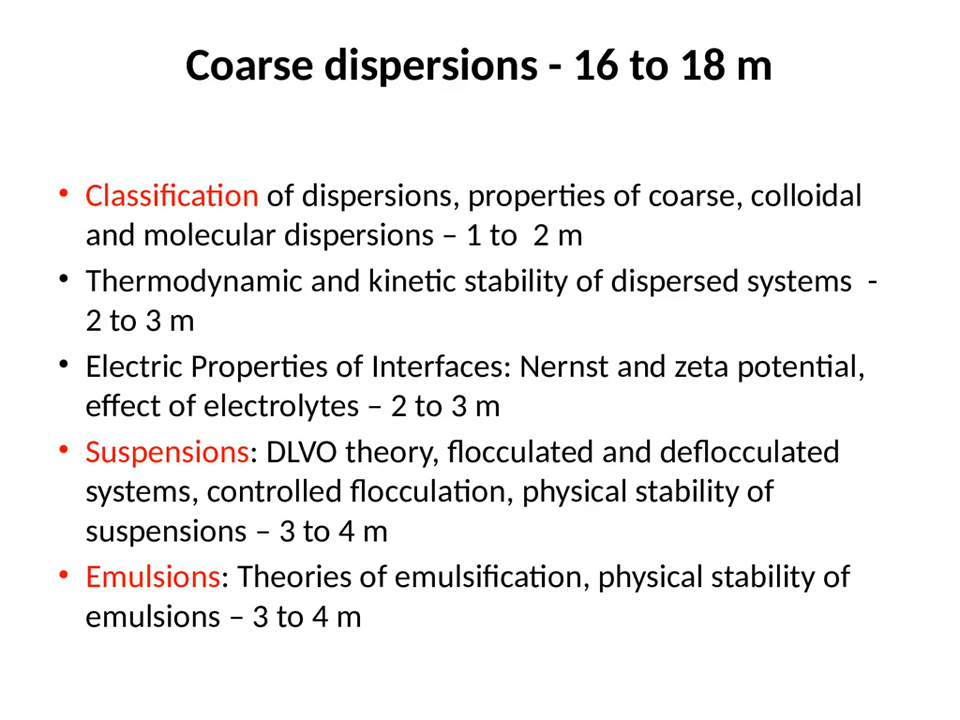 Coarse dispersions - 16 to 18 m
• Classification of dispersions, properties of coarse, colloidal
and molecular dispersions – 1 to  2 m
• Thermodynamic and kinetic stability of dispersed systems  -
2 to 3 m
• Electric Properties of Interfaces: Nernst and zeta potential,
effect of electrolytes – 2 to 3 m
• Suspensions: DLVO theory, flocculated and deflocculated
systems, controlled flocculation, physical stability of
suspensions – 3 to 4 m
• Emulsions: Theories of emulsification, physical stability of
emulsions – 3 to 4 m